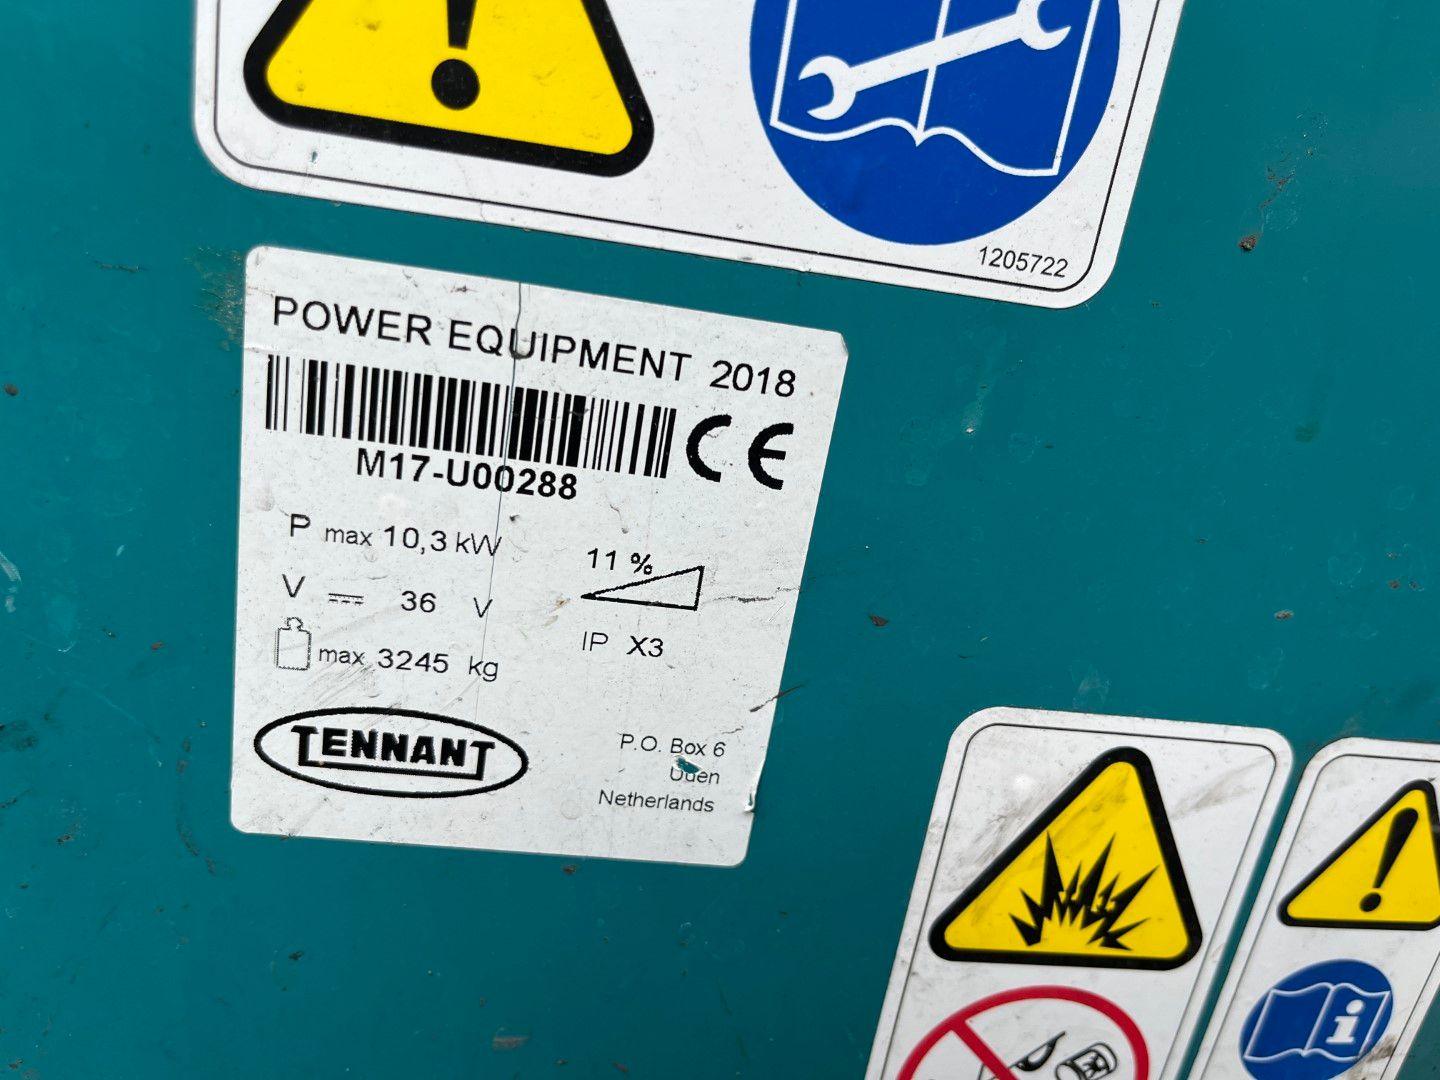 1205722
POWER EQUIPMENT 2018
CE
M17-U00288
P max 10,3 kW
11 %
V 36 V
IP X3
max 3245 kg
TENNANT
P.O. Box 6
Uden
Netherlands
i